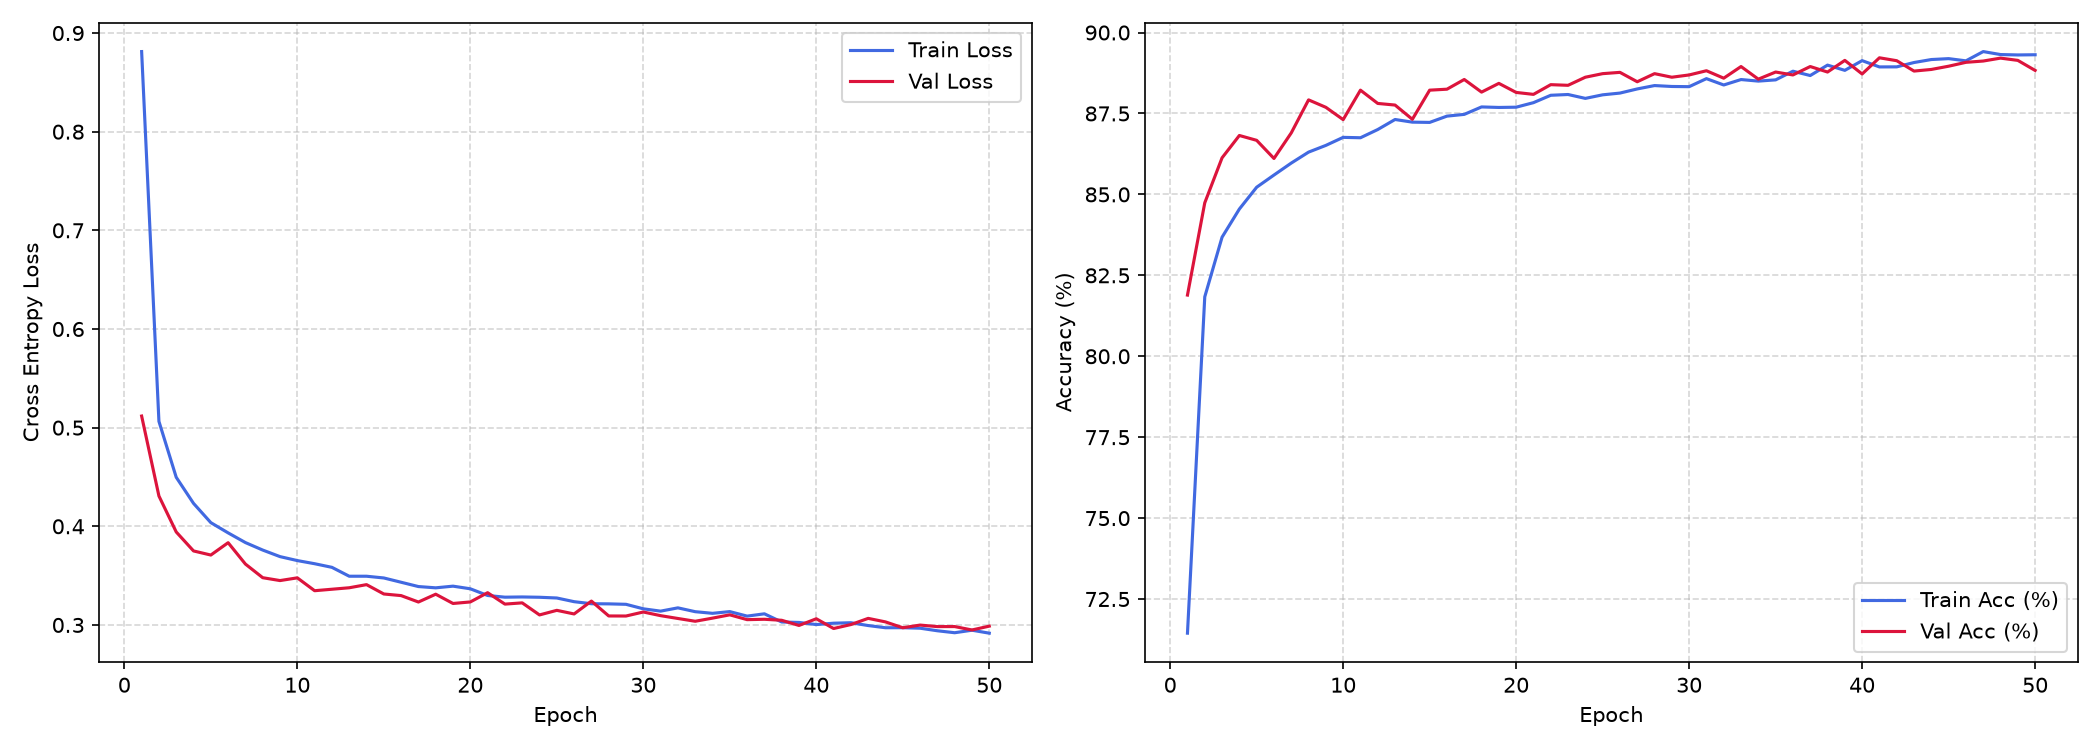 Cross Entropy Loss
0.9
0.8
0.7
0.6
0.5
0.4
0.3
Train Loss
Val Loss
0 10 20 30 40 50
Epoch
Accuracy (%)
90.0
87.5
85.0
82.5
80.0
77.5
75.0
72.5
Train Acc (%)
Val Acc (%)
0 10 20 30 40 50
Epoch